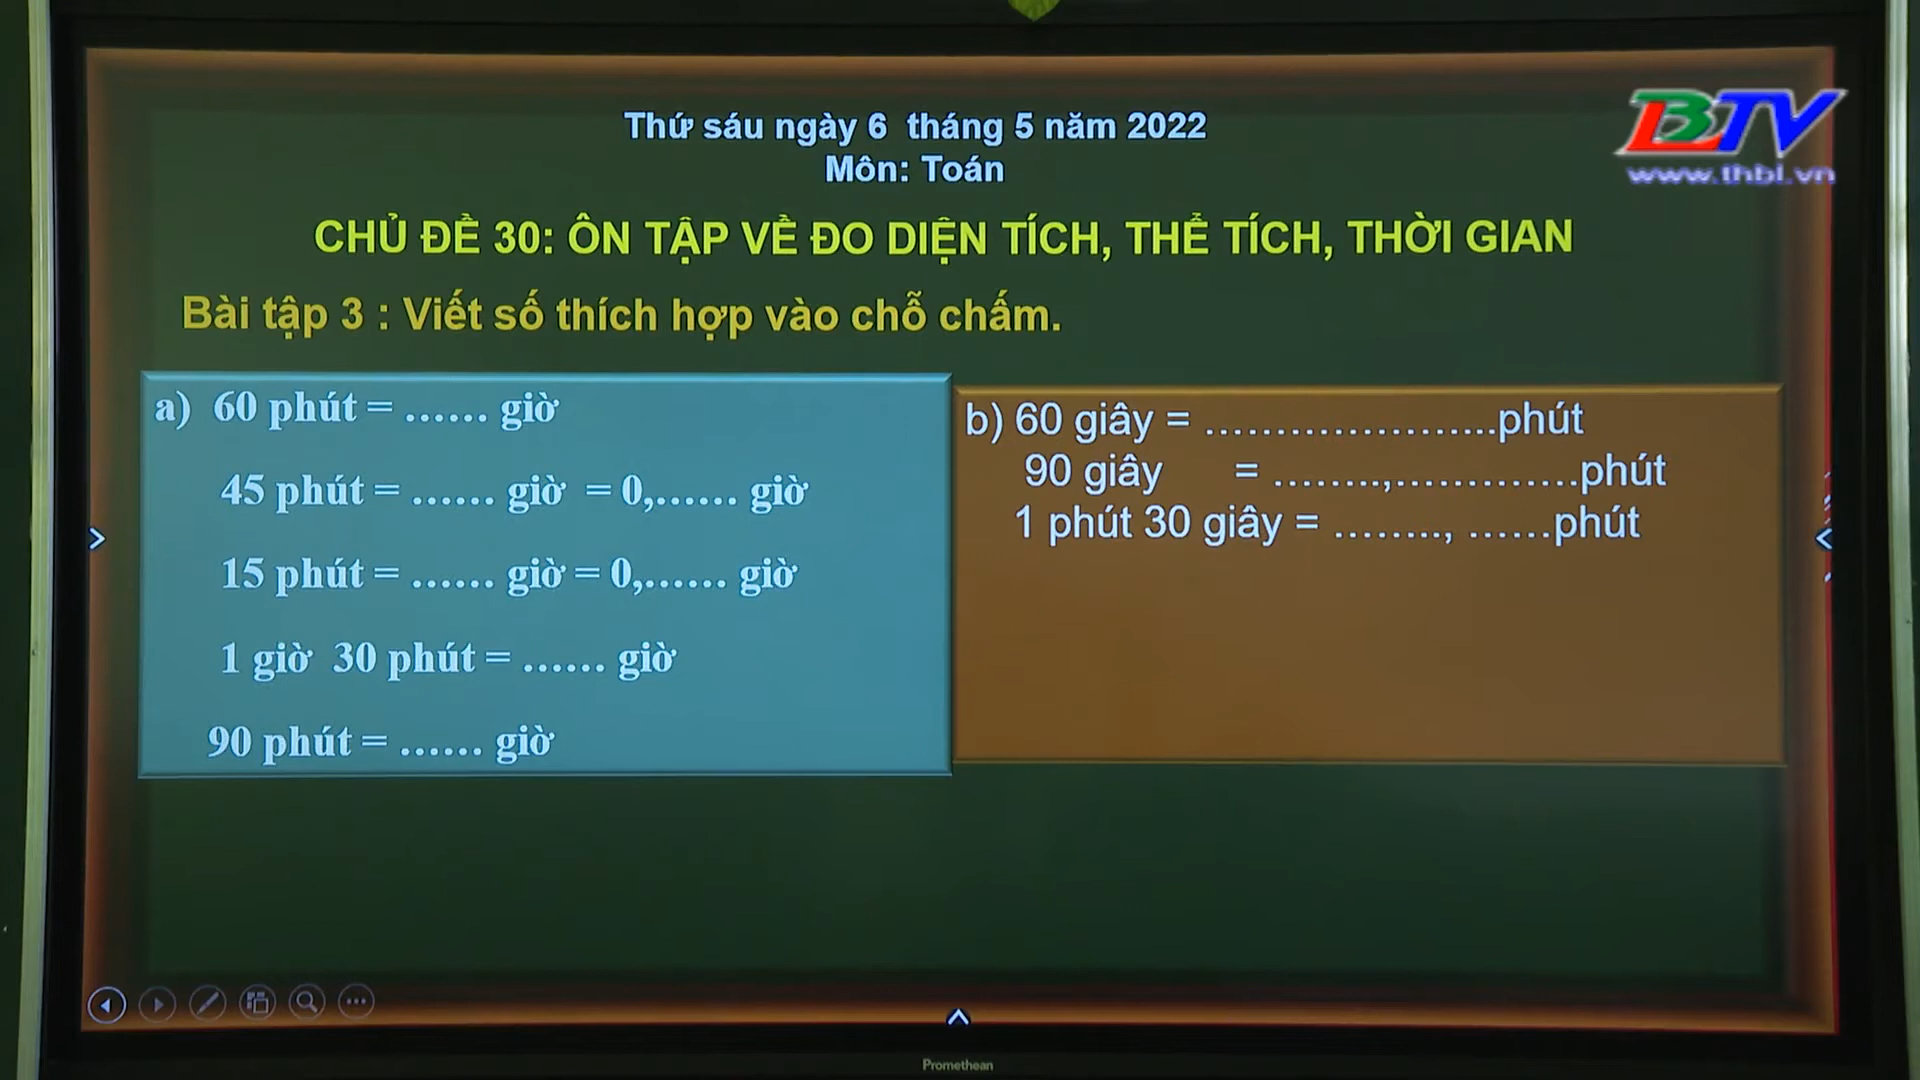 BTV
www.thbl.vn
Thứ sáu ngày 6 tháng 5 năm 2022
Môn: Toán
CHỦ ĐỀ 30: ÔN TẬP VỀ ĐO DIỆN TÍCH, THỂ TÍCH, THỜI GIAN
Bài tập 3 : Viết số thích hợp vào chỗ chấm.
a) 60 phút = ...... giờ
45 phút = ...... giờ = 0,...... giờ
15 phút = ...... giờ = 0,...... giờ
1 giờ 30 phút = ...... giờ
90 phút = ...... giờ
b) 60 giây = .....................phút
90 giây = ........,.............phút
1 phút 30 giây = ........, ......phút
Promethean